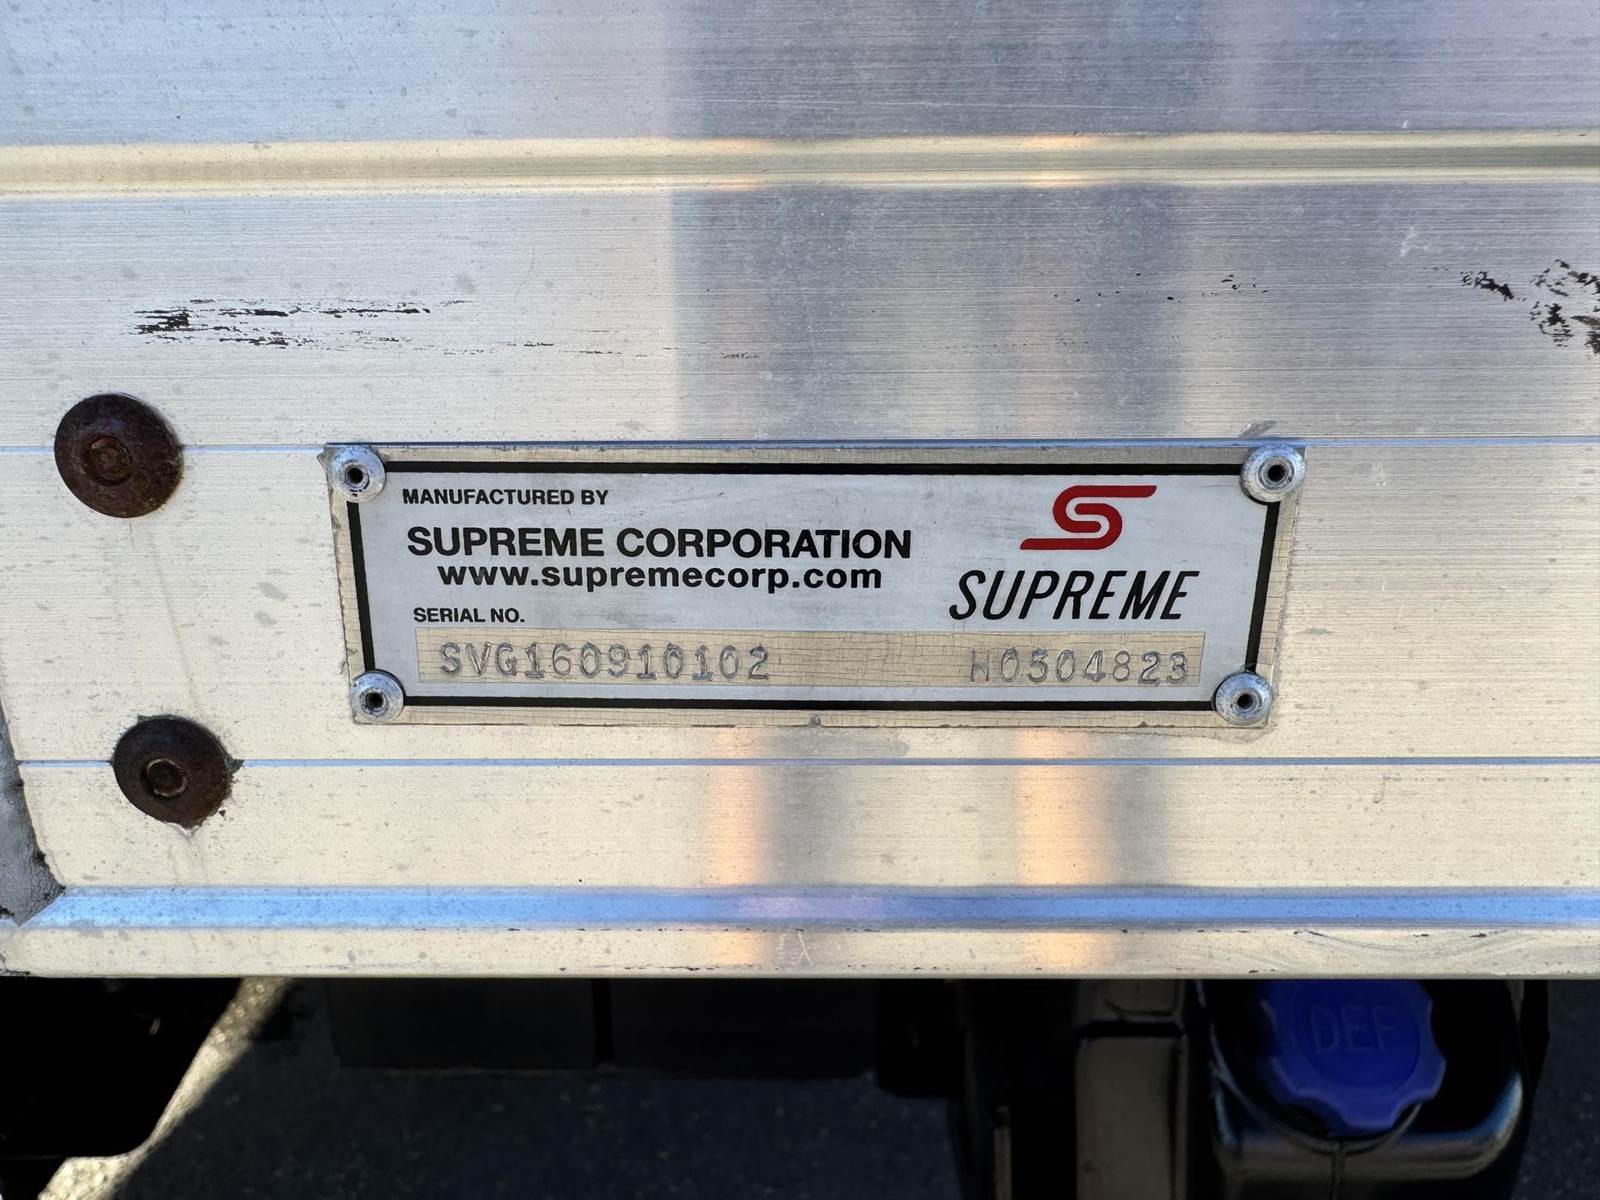 MANUFACTURED BY
SUPREME CORPORATION
www.supremecorp.com
SUPREME
SERIAL NO.
SVG160910102 H0504823
DEF